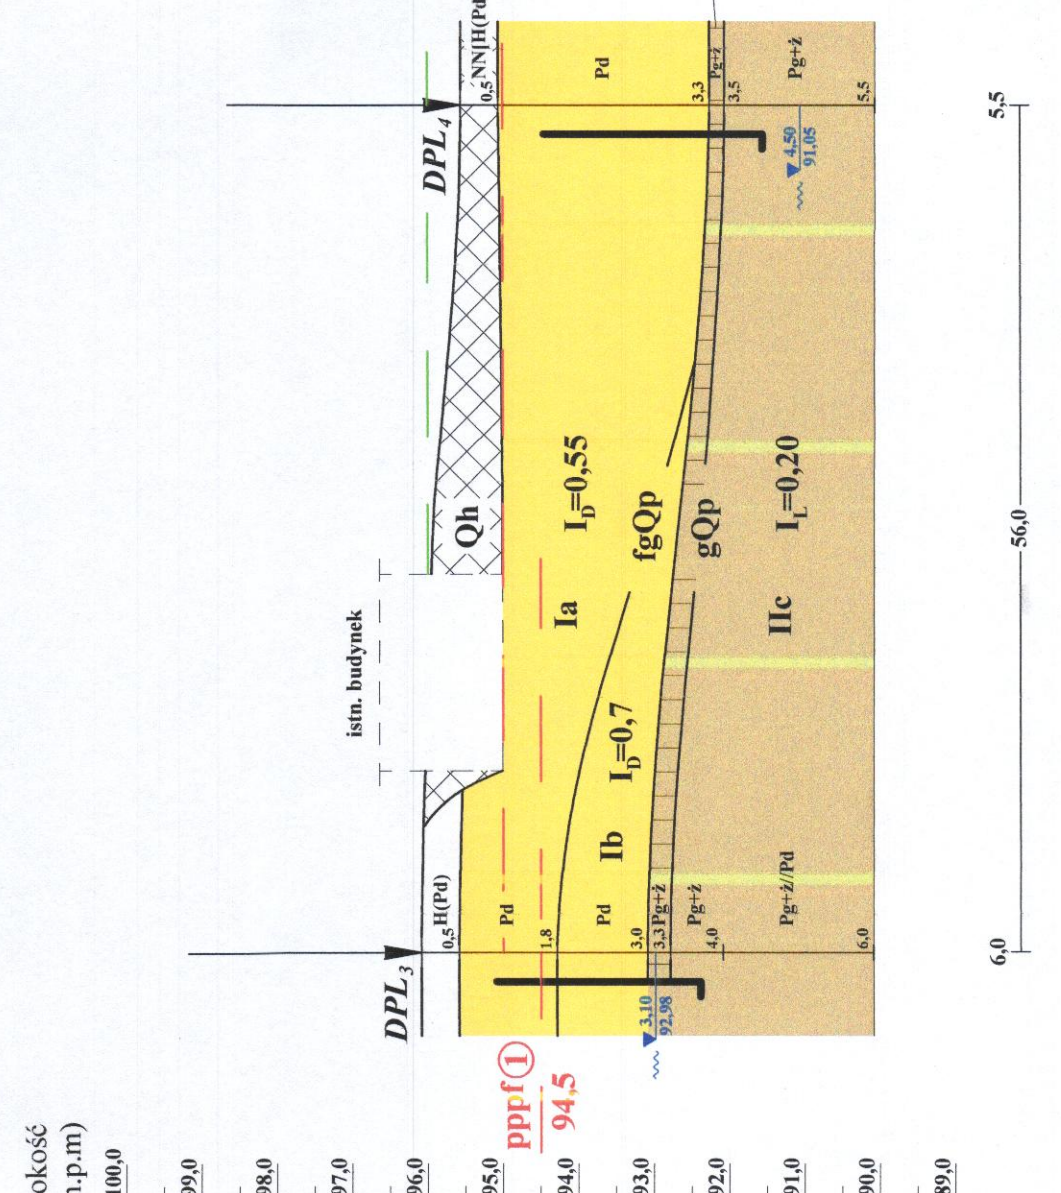 okość
n.p.m)
100,0
99,0
98,0
97,0
96,0
95,0
94,0
93,0
92,0
91,0
90,0
89,0
pppf 1
94,5
DPL3
0,5 H(Pd)
Pd
1,8
Pd
3,0
3,3 Pg+ż
Pg+ż
4,0
Pg+ż//Pd
6,0
3,10
92,98
istn. budynek
Ib
ID=0,7
Ia
ID=0,55
Qh
fgQp
gQp
IIc
IL=0,20
DPL4
0,5 NN|H(Pd
Pd
3,3
Pg+ż
3,5
Pg+ż
5,5
4,50
91,05
6,0
56,0
5,5